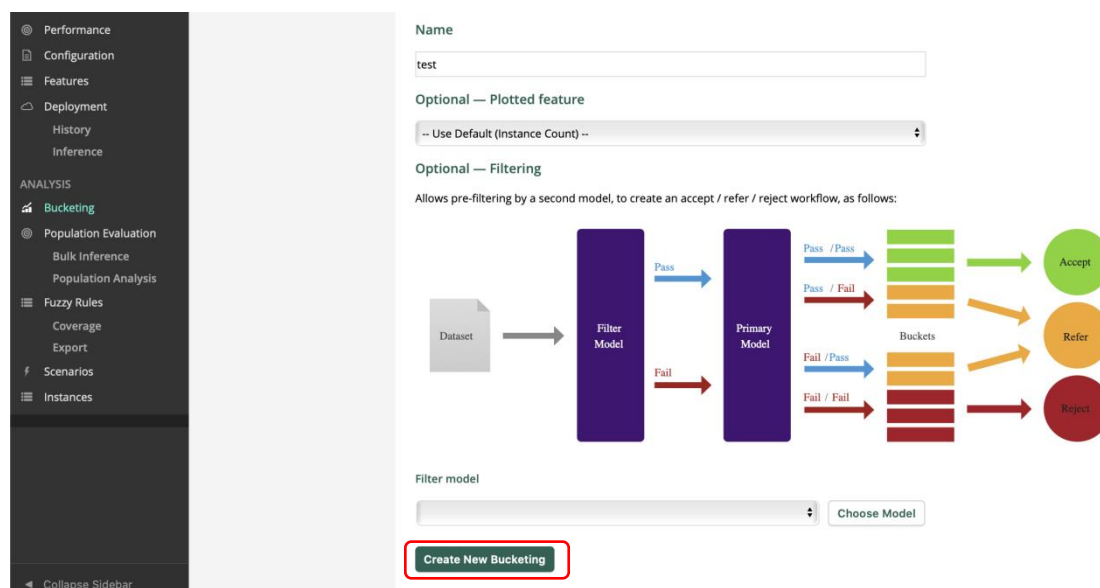 Performance
Configuration
Features
Deployment
History
Inference
ANALYSIS
Bucketing
Population Evaluation
Bulk Inference
Population Analysis
Fuzzy Rules
Coverage
Export
Scenarios
Instances
Collapse Sidebar
Name
test
Optional — Plotted feature
-- Use Default (Instance Count) --
Optional — Filtering
Allows pre-filtering by a second model, to create an accept / refer / reject workflow, as follows:
Dataset
Filter
Model
Pass
Fail
Primary
Model
Pass / Pass
Pass / Fail
Buckets
Fail / Pass
Fail / Fail
Accept
Refer
Reject
Filter model
Choose Model
Create New Bucketing